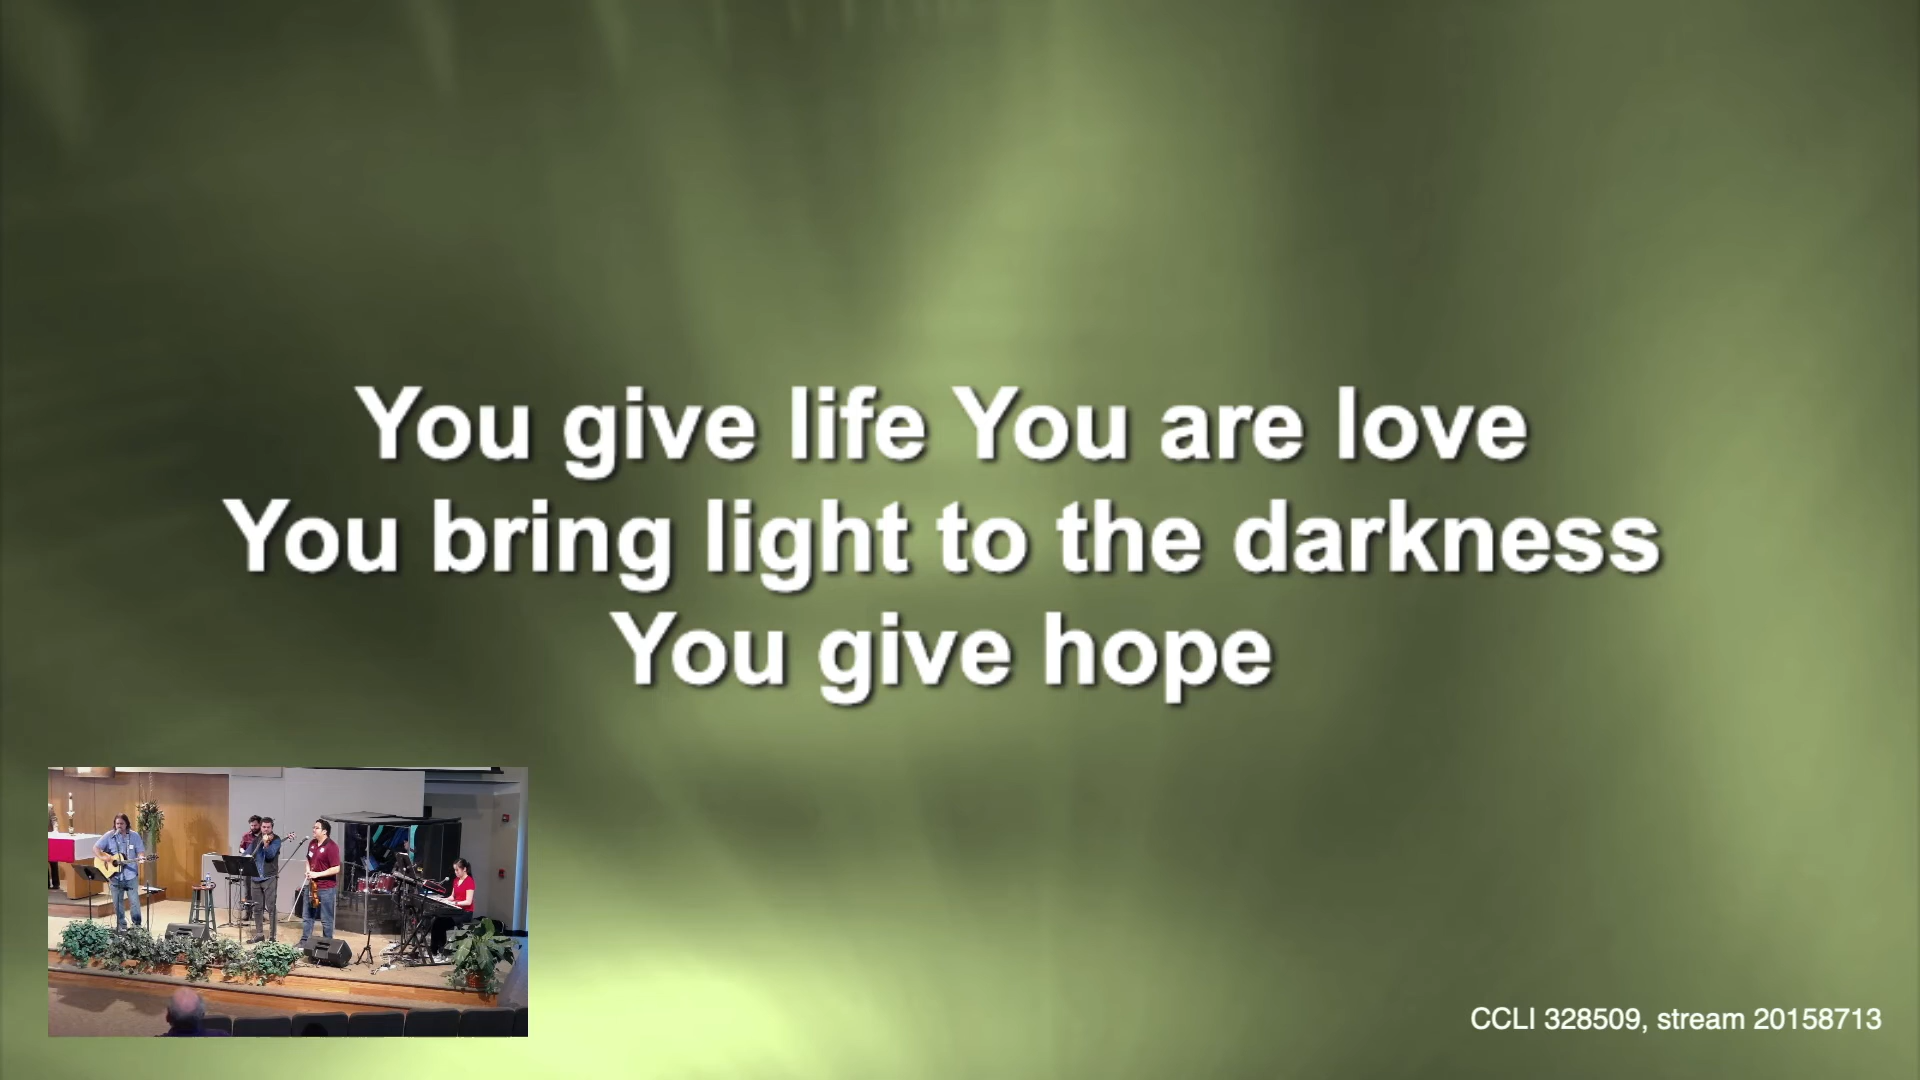 You give life You are love
You bring light to the darkness
You give hope
CCLI 328509, stream 20158713